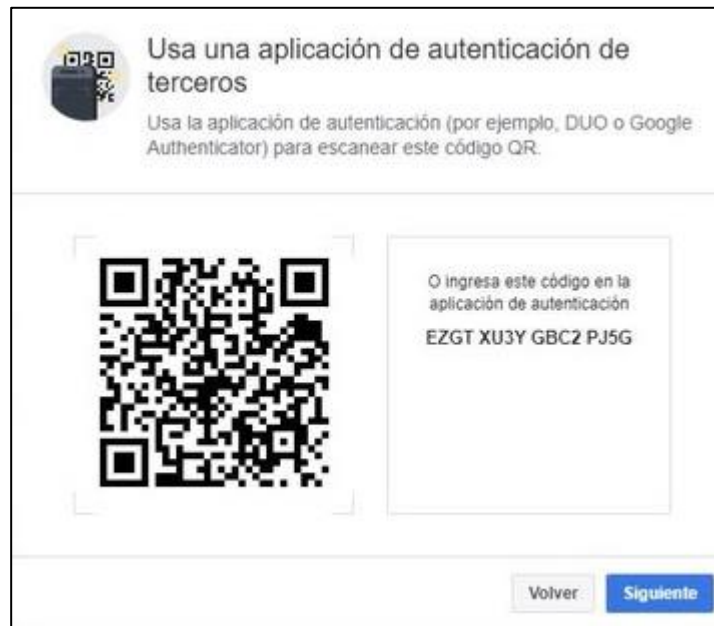 Usa una aplicación de autenticación de
terceros
Usa la aplicación de autenticación (por ejemplo, DUO o Google
Authenticator) para escanear este código QR.
O ingresa este código en la
aplicación de autenticación
EZGT XU3Y GBC2 PJ5G
Volver
Siguiente